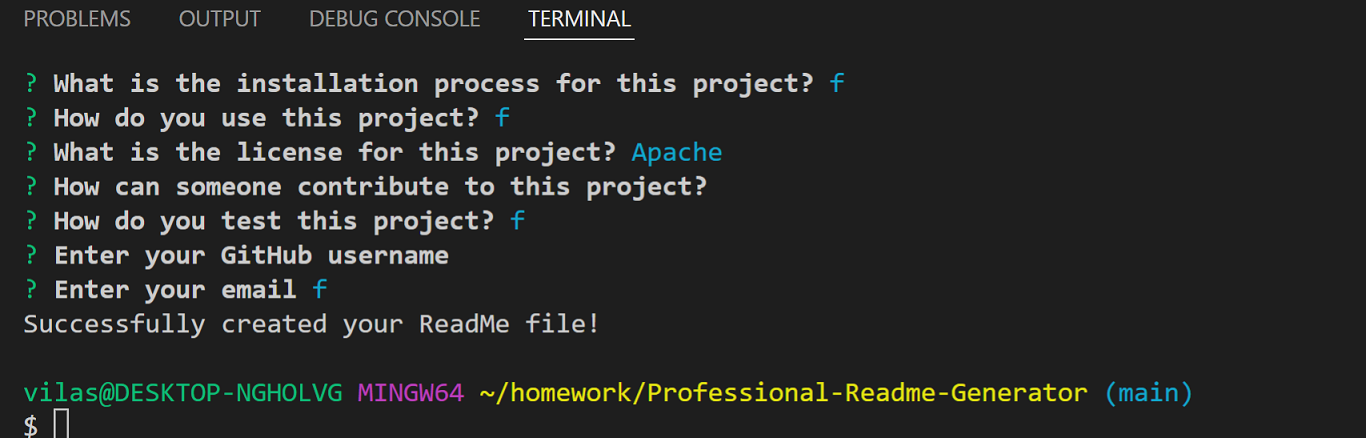 PROBLEMS OUTPUT DEBUG CONSOLE TERMINAL
? What is the installation process for this project? f
? How do you use this project? f
? What is the license for this project? Apache
? How can someone contribute to this project?
? How do you test this project? f
? Enter your GitHub username
? Enter your email f
Successfully created your ReadMe file!
vilas@DESKTOP-NGHOLVG MINGW64 ~/homework/Professional-Readme-Generator (main)
$